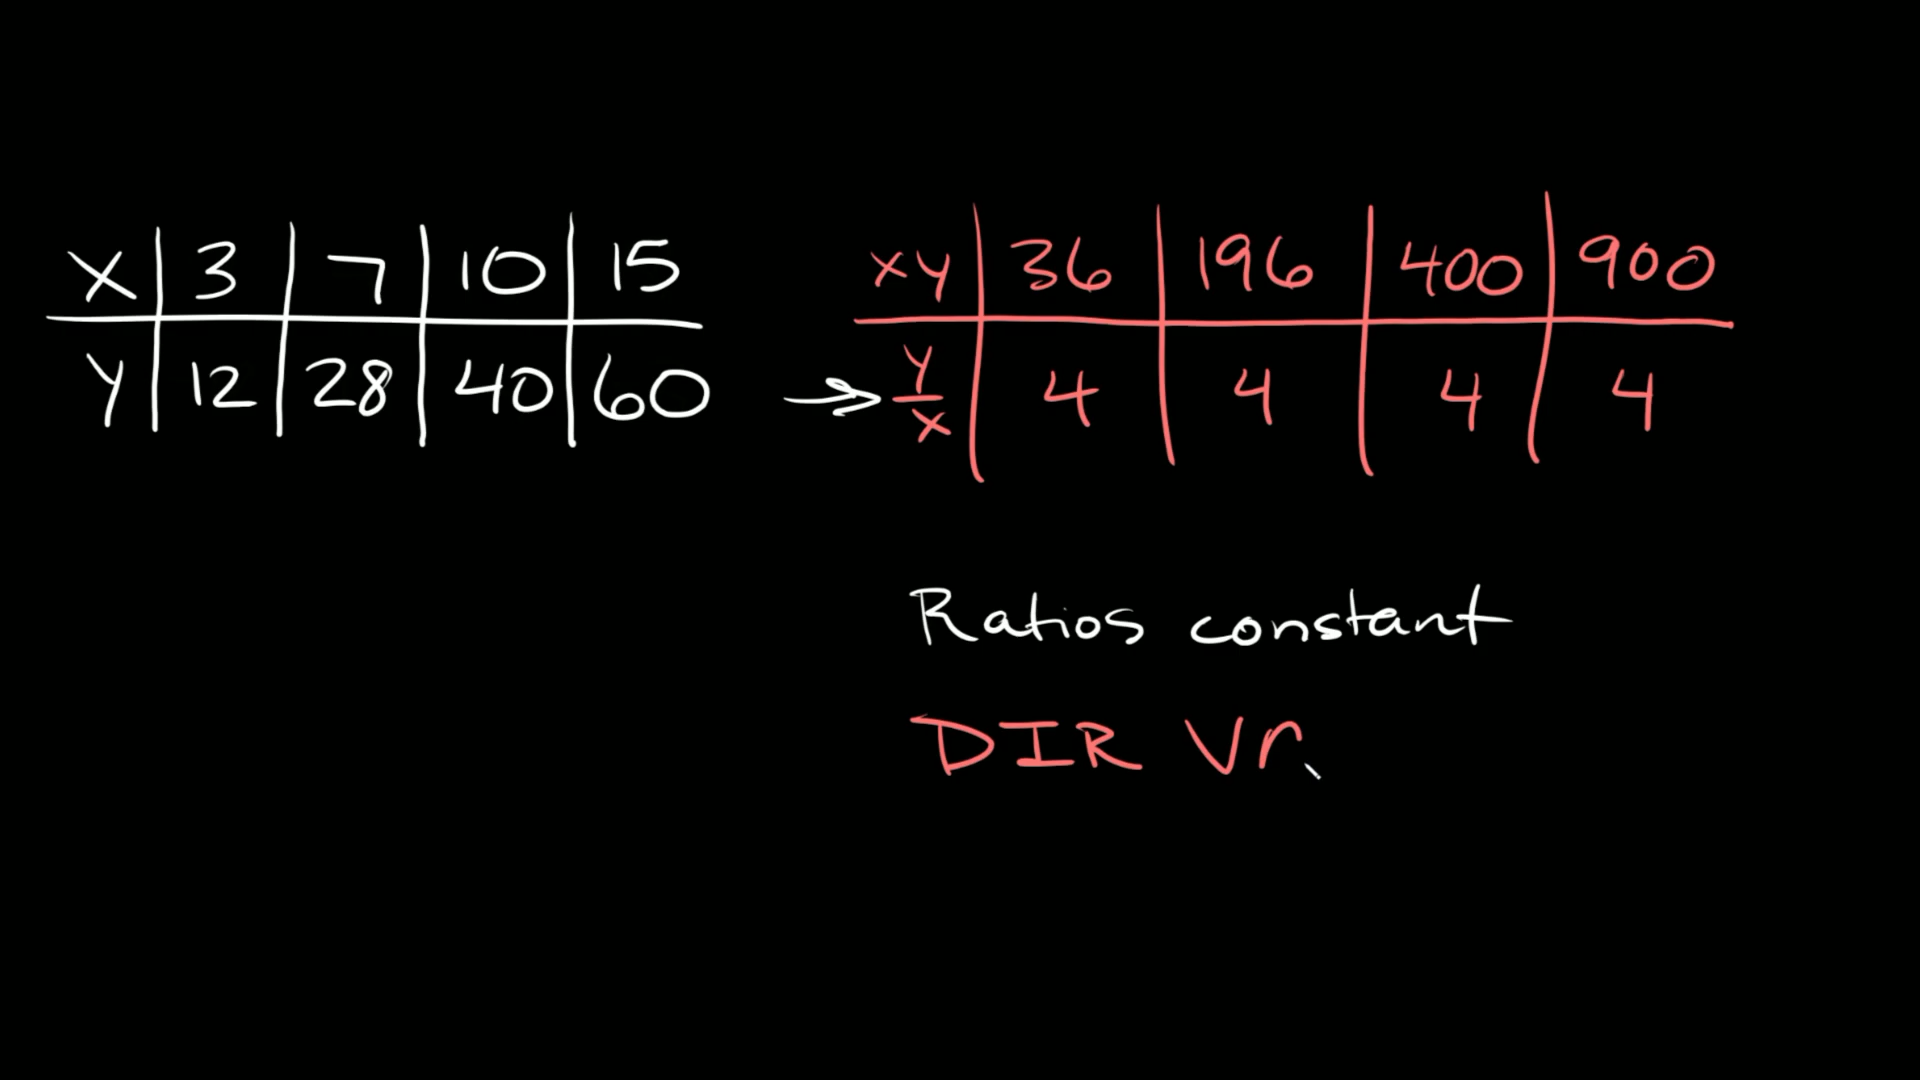 X 3 7 10 15
Y 12 28 40 60
xy 36 196 400 900
→ y/x 4 4 4 4
Ratios constant
DIR